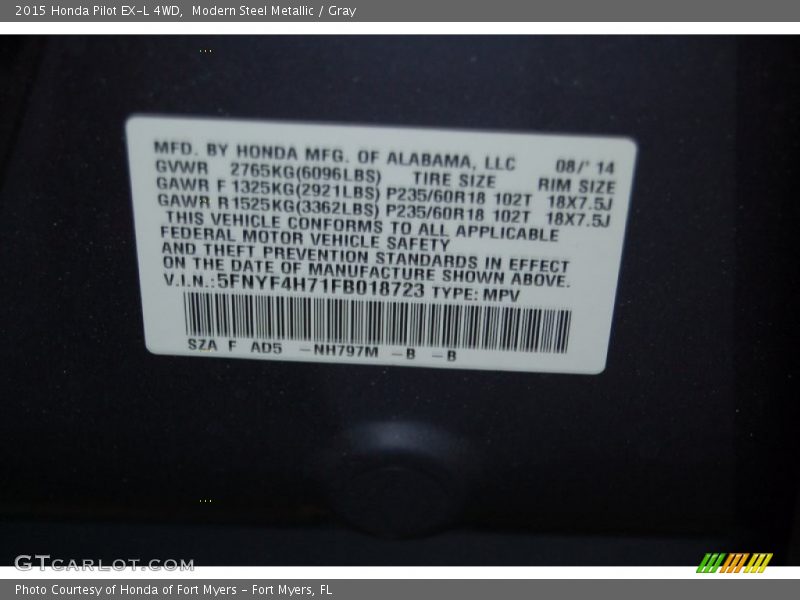 2015 Honda Pilot EX-L 4WD, Modern Steel Metallic / Gray
MFD. BY HONDA MFG. OF ALABAMA, LLC 08/' 14
GVWR 2765KG(6096LBS) TIRE SIZE RIM SIZE
GAWR F 1325KG(2921LBS) P235/60R18 102T 18X7.5J
GAWR R1525KG(3362LBS) P235/60R18 102T 18X7.5J
THIS VEHICLE CONFORMS TO ALL APPLICABLE
FEDERAL MOTOR VEHICLE SAFETY
AND THEFT PREVENTION STANDARDS IN EFFECT
ON THE DATE OF MANUFACTURE SHOWN ABOVE.
V.I.N.:5FNYF4H71FB018723 TYPE: MPV
SZA F AD5 -NH797M -B -B
GTCARLOT.COM
Photo Courtesy of Honda of Fort Myers - Fort Myers, FL